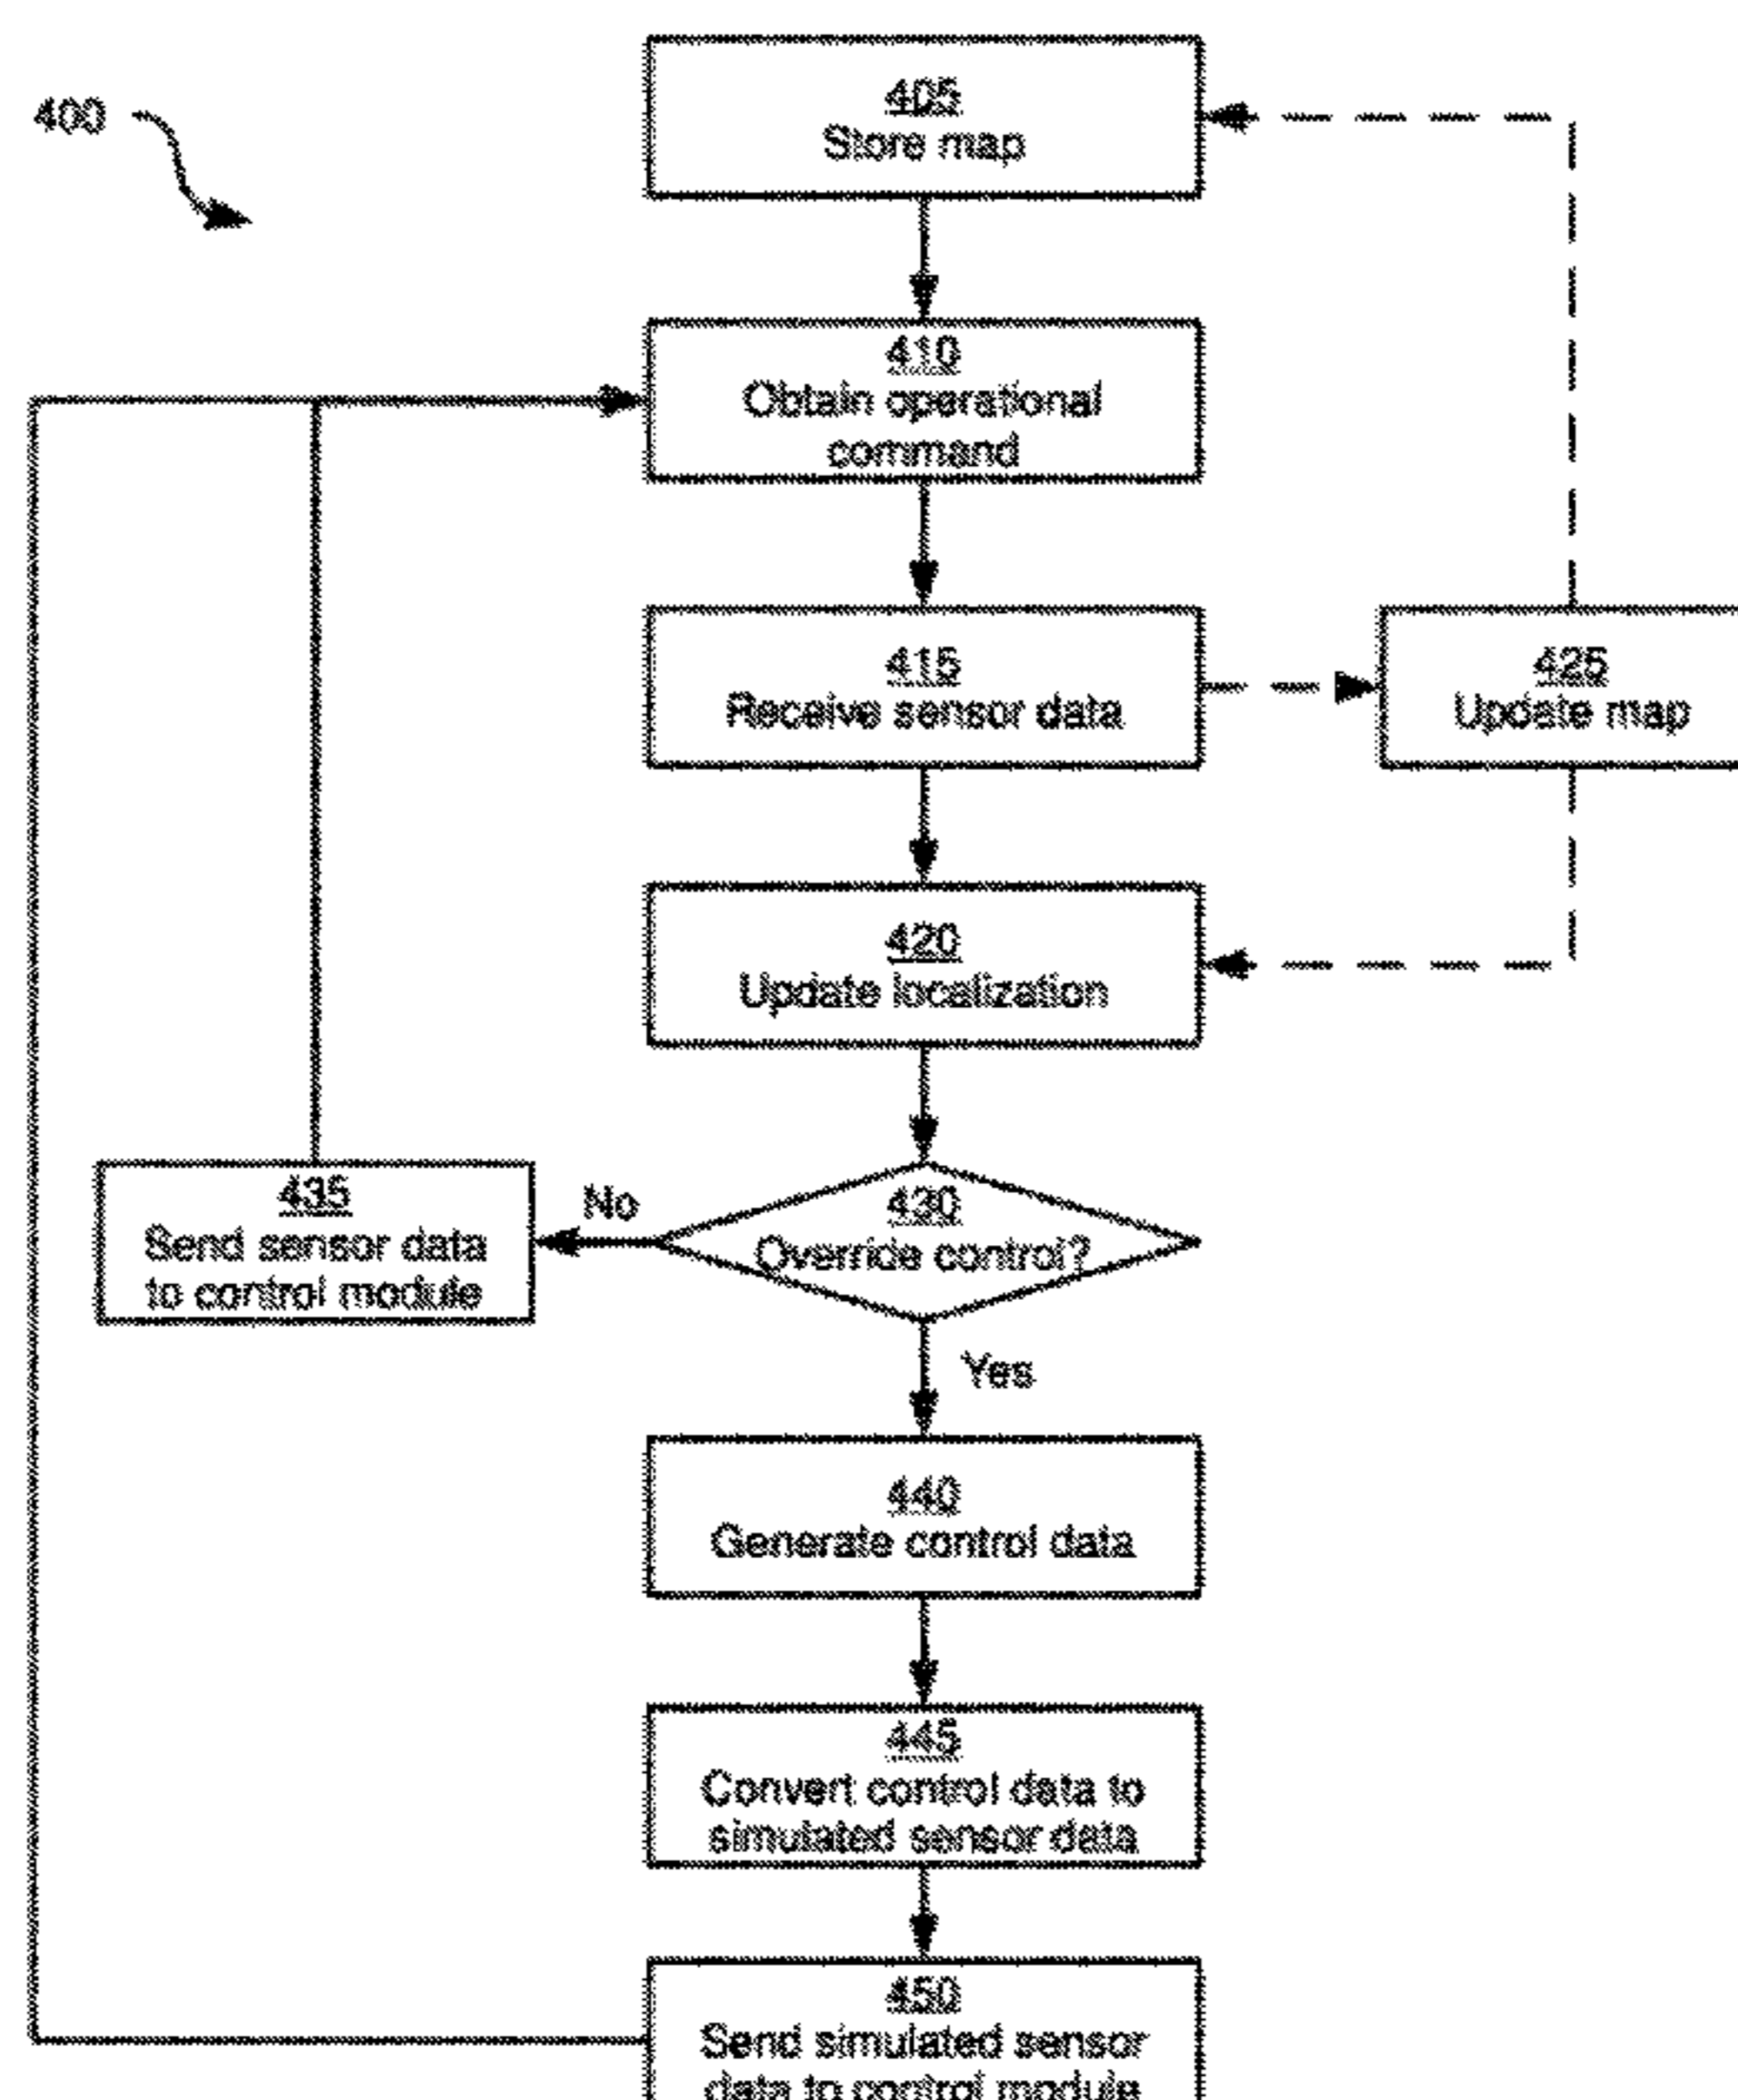 400
405
Store map
410
Obtain operational
command
415
Receive sensor data
425
Update map
420
Update localization
430
Override control?
No
435
Send sensor data
to control module
Yes
440
Generate control data
445
Convert control data to
simulated sensor data
450
Send simulated sensor
data to control module